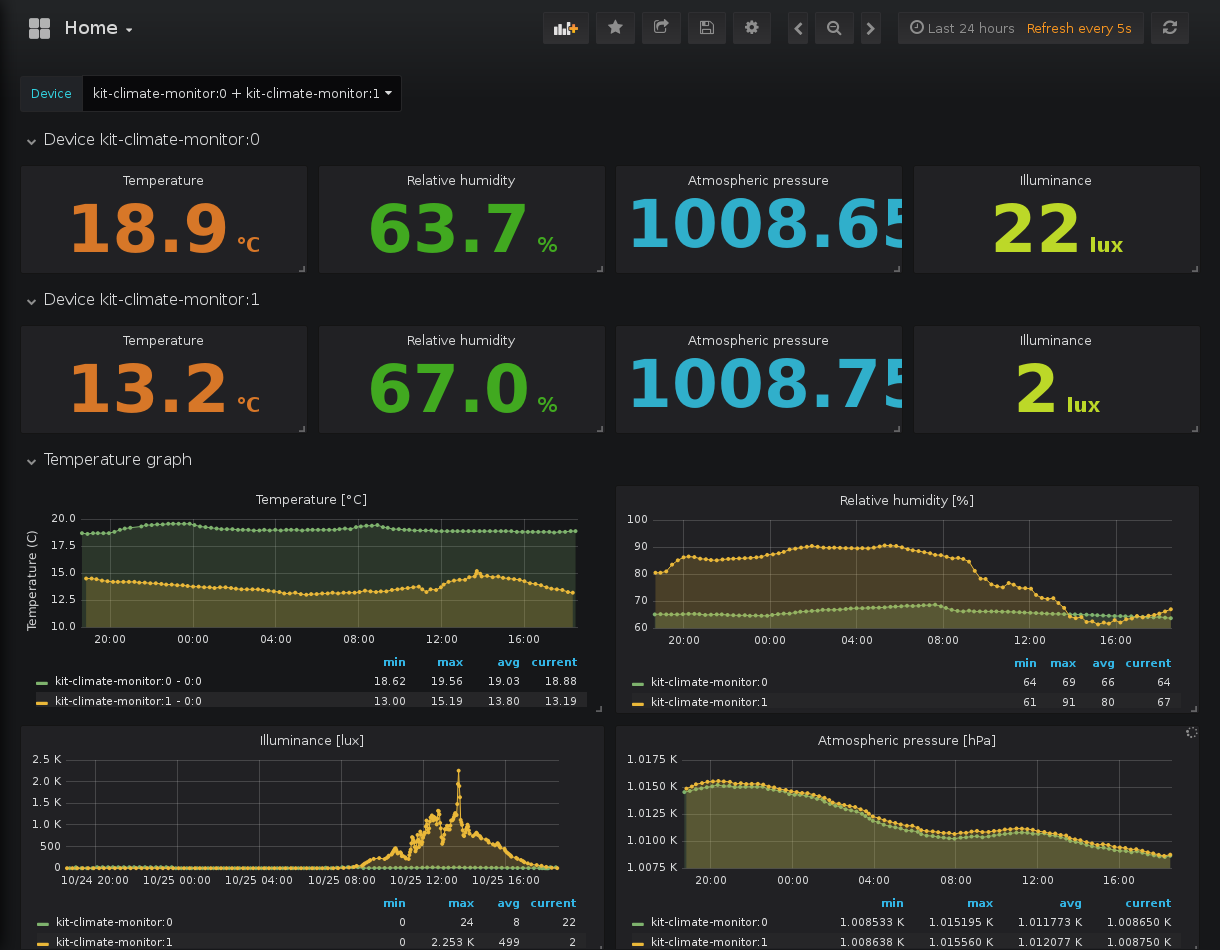 Home
Last 24 hours Refresh every 5s
Device kit-climate-monitor:0 + kit-climate-monitor:1
Device kit-climate-monitor:0
Temperature Relative humidity Atmospheric pressure Illuminance
18.9 °C 63.7 % 1008.65 22 lux
Device kit-climate-monitor:1
Temperature Relative humidity Atmospheric pressure Illuminance
13.2 °C 67.0 % 1008.75 2 lux
Temperature graph
Temperature [°C]
Temperature (C)
20.0
17.5
15.0
12.5
10.0
20:00 00:00 04:00 08:00 12:00 16:00
min max avg current
kit-climate-monitor:0 - 0:0 18.62 19.56 19.03 18.88
kit-climate-monitor:1 - 0:0 13.00 15.19 13.80 13.19
Relative humidity [%]
100
90
80
70
60
20:00 00:00 04:00 08:00 12:00 16:00
min max avg current
kit-climate-monitor:0 64 69 66 64
kit-climate-monitor:1 61 91 80 67
Illuminance [lux]
2.5 K
2.0 K
1.5 K
1.0 K
500
0
10/24 20:00 10/25 00:00 10/25 04:00 10/25 08:00 10/25 12:00 10/25 16:00
min max avg current
kit-climate-monitor:0 0 24 8 22
kit-climate-monitor:1 0 2.253 K 499 2
Atmospheric pressure [hPa]
1.0175 K
1.0150 K
1.0125 K
1.0100 K
1.0075 K
20:00 00:00 04:00 08:00 12:00 16:00
min max avg current
kit-climate-monitor:0 1.008533 K 1.015195 K 1.011773 K 1.008650 K
kit-climate-monitor:1 1.008638 K 1.015560 K 1.012077 K 1.008750 K